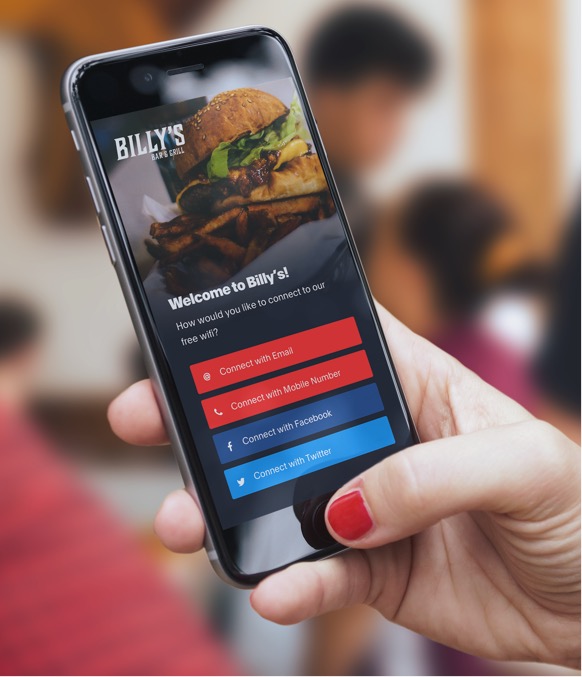 BILLY'S
BAR & GRILL
Welcome to Billy's!
How would you like to connect to our
free wifi?
@ Connect with Email
Connect with Mobile Number
f Connect with Facebook
Connect with Twitter